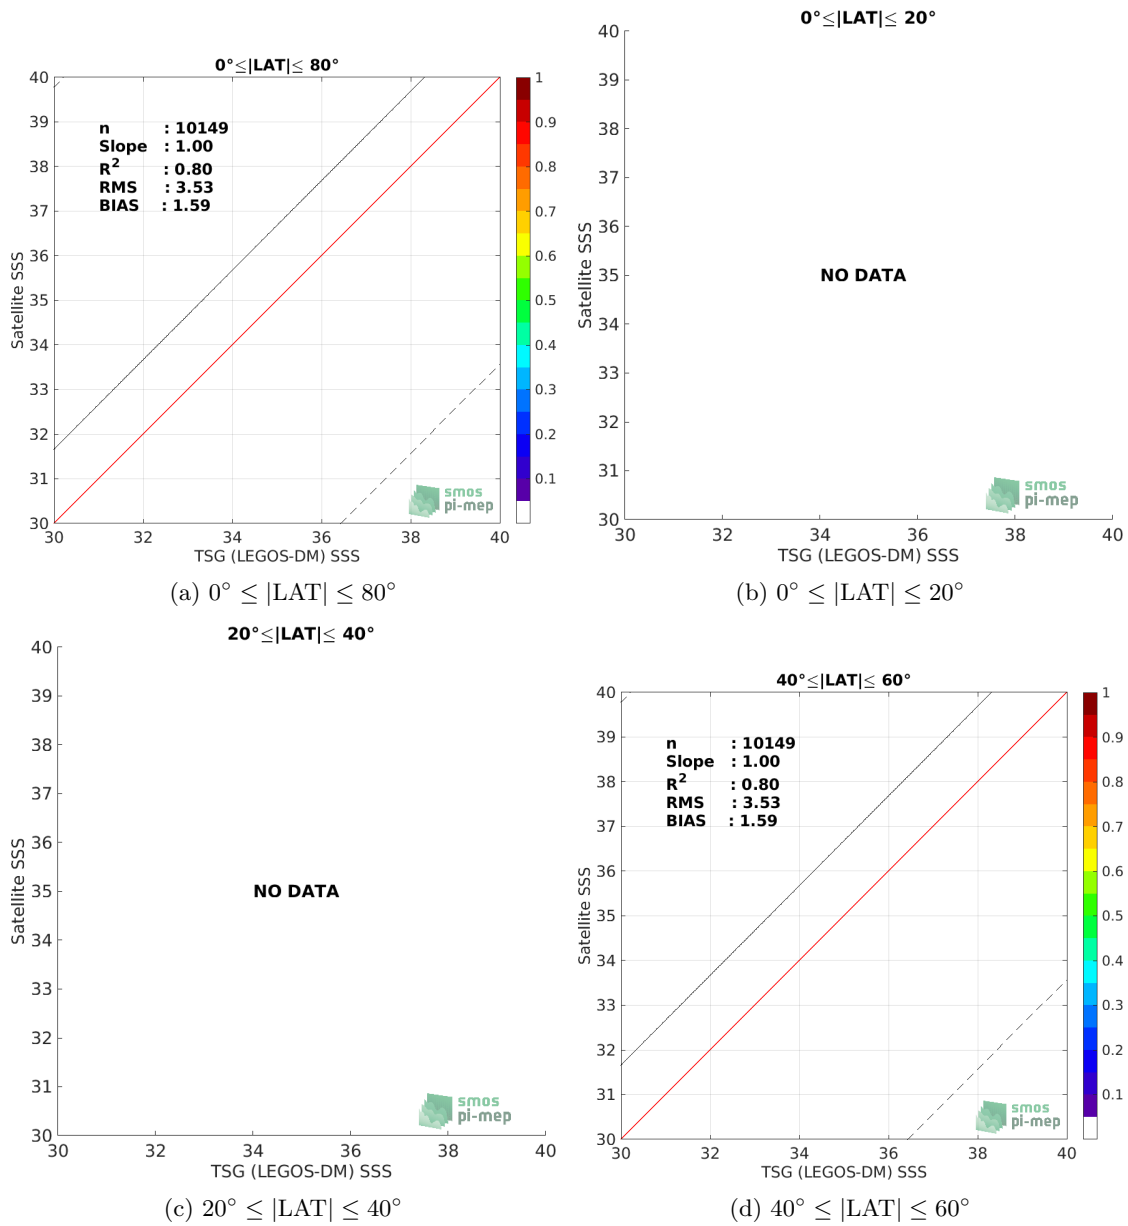 0°≤|LAT|≤ 80°
40
39
38
37
36
35
34
33
32
31
30
Satellite SSS
n : 10149
Slope : 1.00
R² : 0.80
RMS : 3.53
BIAS : 1.59
smos
pi-mep
30 32 34 36 38 40
TSG (LEGOS-DM) SSS
1
0.9
0.8
0.7
0.6
0.5
0.4
0.3
0.2
0.1
(a) 0° ≤ |LAT| ≤ 80°
0°≤|LAT|≤ 20°
40
39
38
37
36
35
34
33
32
31
30
Satellite SSS
NO DATA
smos
pi-mep
30 32 34 36 38 40
TSG (LEGOS-DM) SSS
(b) 0° ≤ |LAT| ≤ 20°
20°≤|LAT|≤ 40°
40
39
38
37
36
35
34
33
32
31
30
Satellite SSS
NO DATA
smos
pi-mep
30 32 34 36 38 40
TSG (LEGOS-DM) SSS
(c) 20° ≤ |LAT| ≤ 40°
40°≤|LAT|≤ 60°
40
39
38
37
36
35
34
33
32
31
30
Satellite SSS
n : 10149
Slope : 1.00
R² : 0.80
RMS : 3.53
BIAS : 1.59
smos
pi-mep
30 32 34 36 38 40
TSG (LEGOS-DM) SSS
1
0.9
0.8
0.7
0.6
0.5
0.4
0.3
0.2
0.1
(d) 40° ≤ |LAT| ≤ 60°